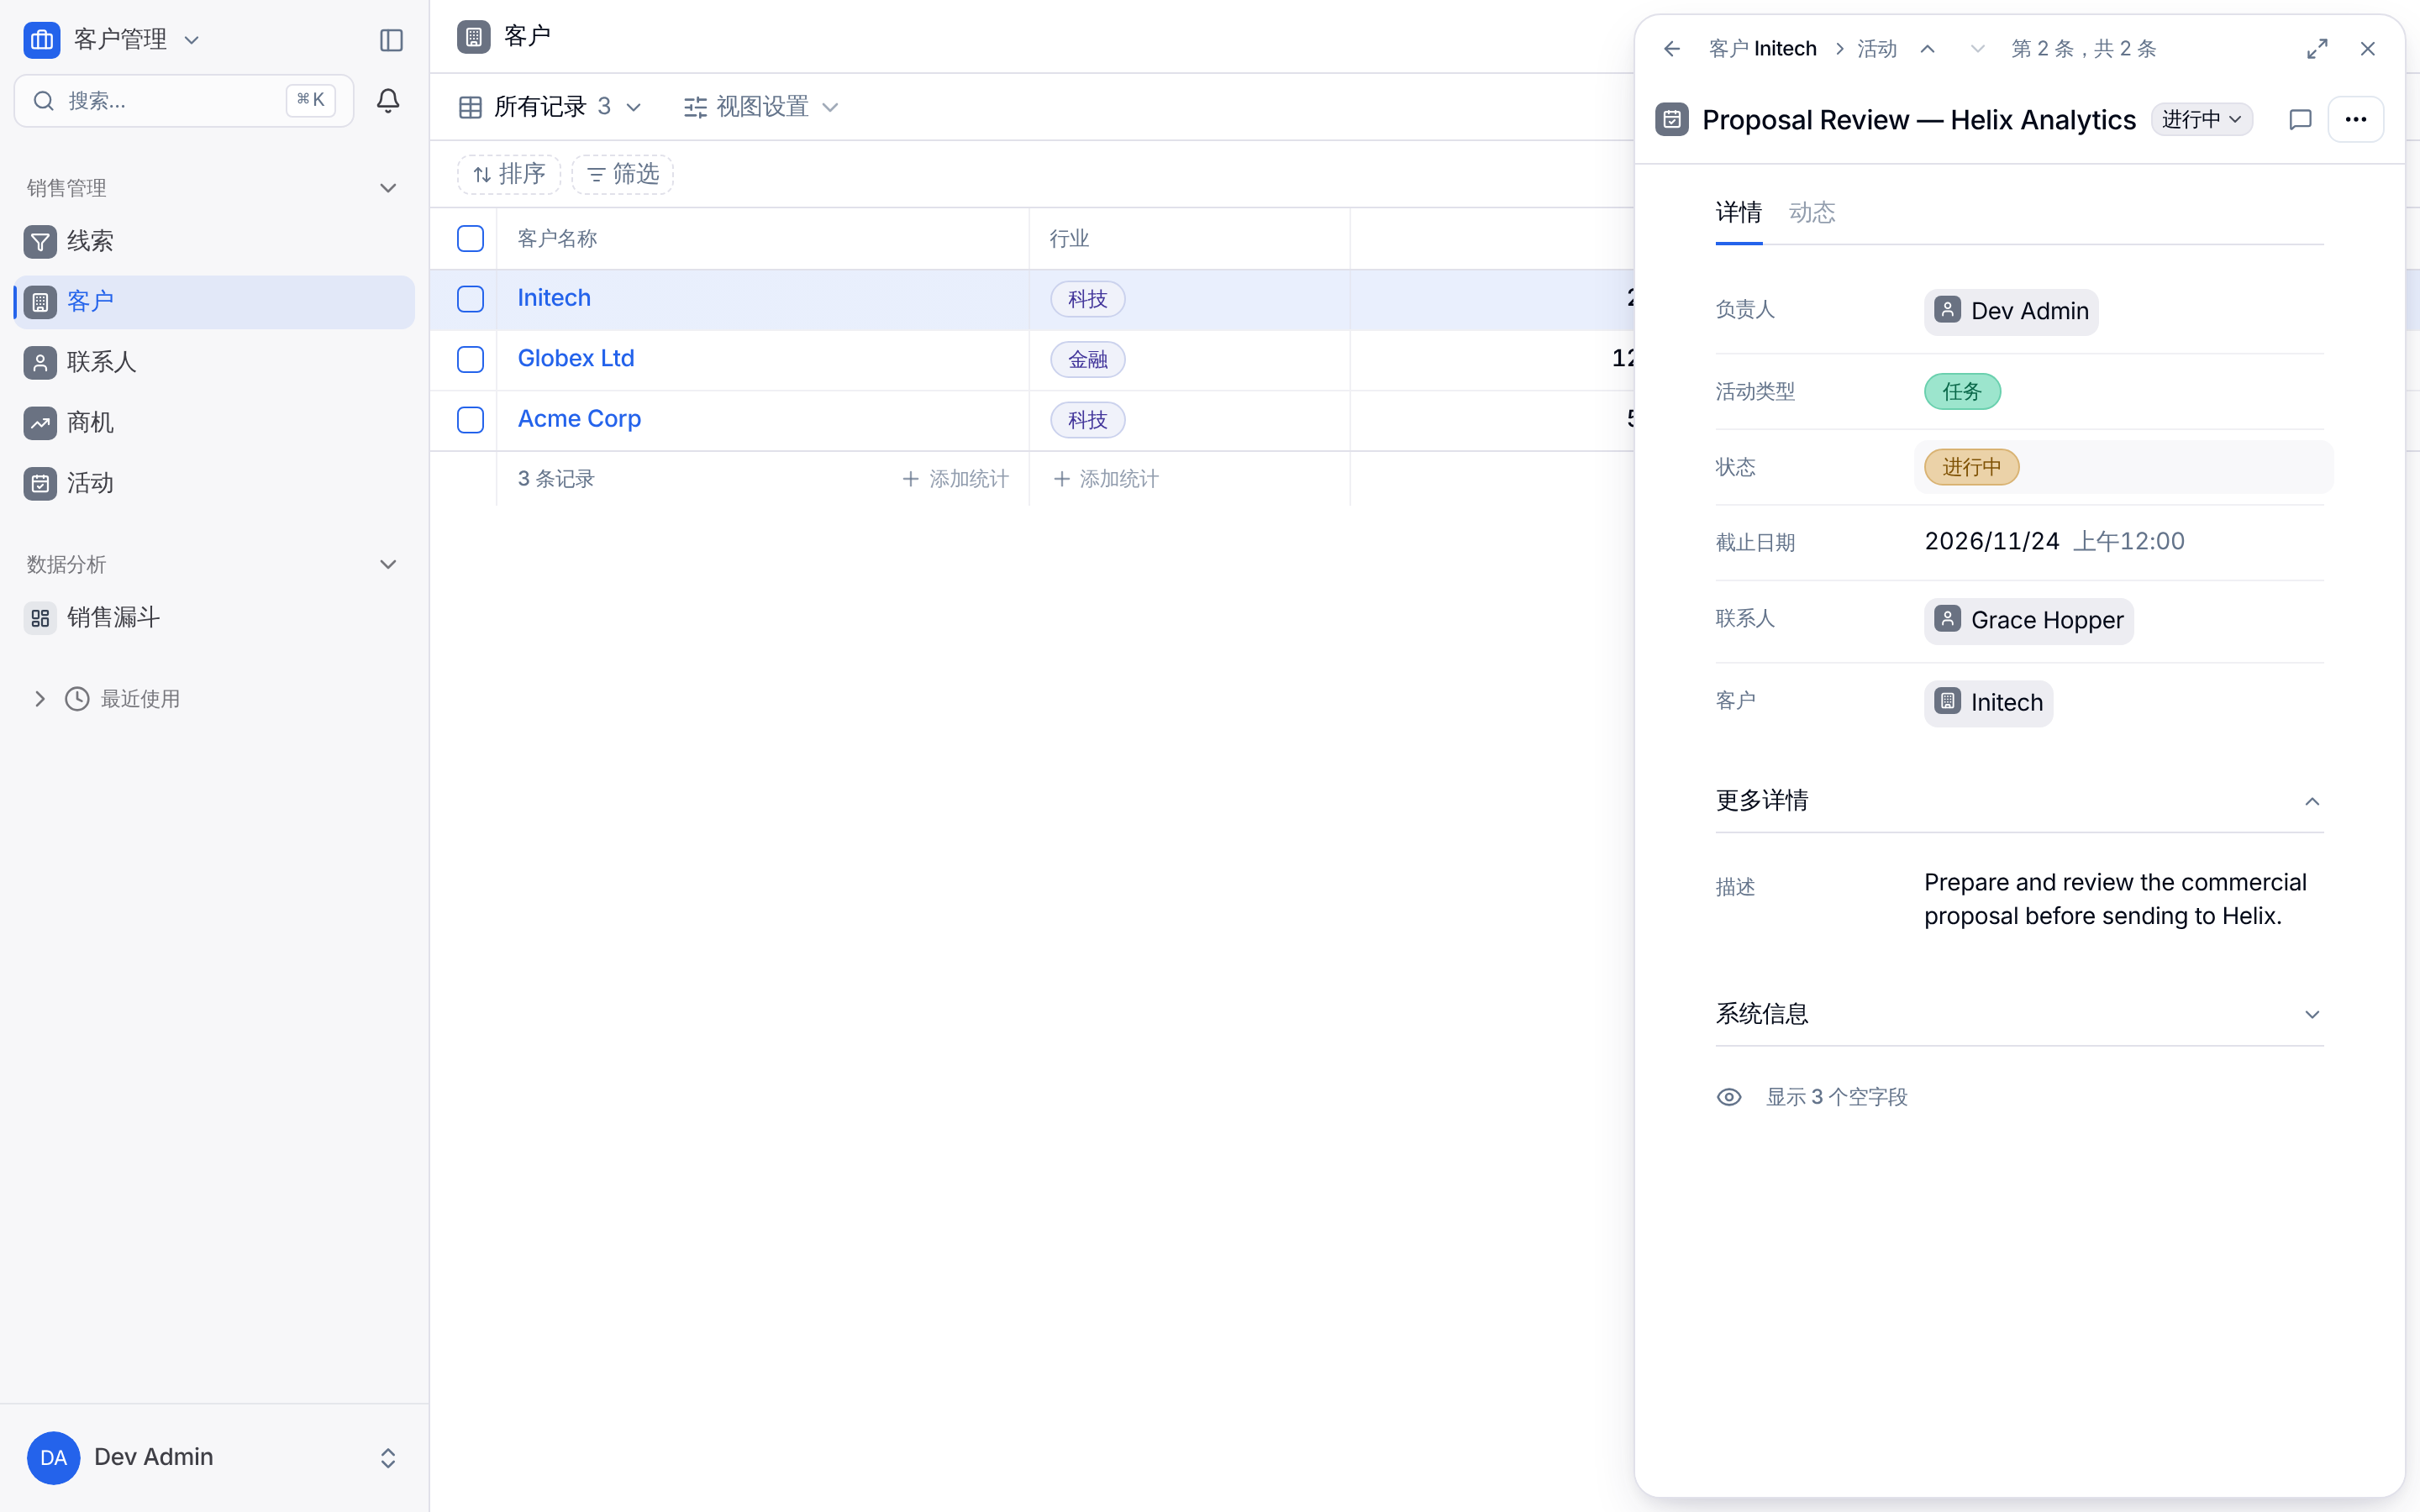 客户管理
搜索...
⌘K
销售管理
线索
客户
联系人
商机
活动
数据分析
销售漏斗
最近使用
DA
Dev Admin
客户
所有记录 3
视图设置
排序
筛选
客户名称
行业
Initech
科技
2
Globex Ltd
金融
12
Acme Corp
科技
5
3 条记录
添加统计
添加统计
客户 Initech
活动
第 2 条，共 2 条
Proposal Review — Helix Analytics
进行中
详情
动态
负责人
Dev Admin
活动类型
任务
状态
进行中
截止日期
2026/11/24 上午12:00
联系人
Grace Hopper
客户
Initech
更多详情
描述
Prepare and review the commercial
proposal before sending to Helix.
系统信息
显示 3 个空字段